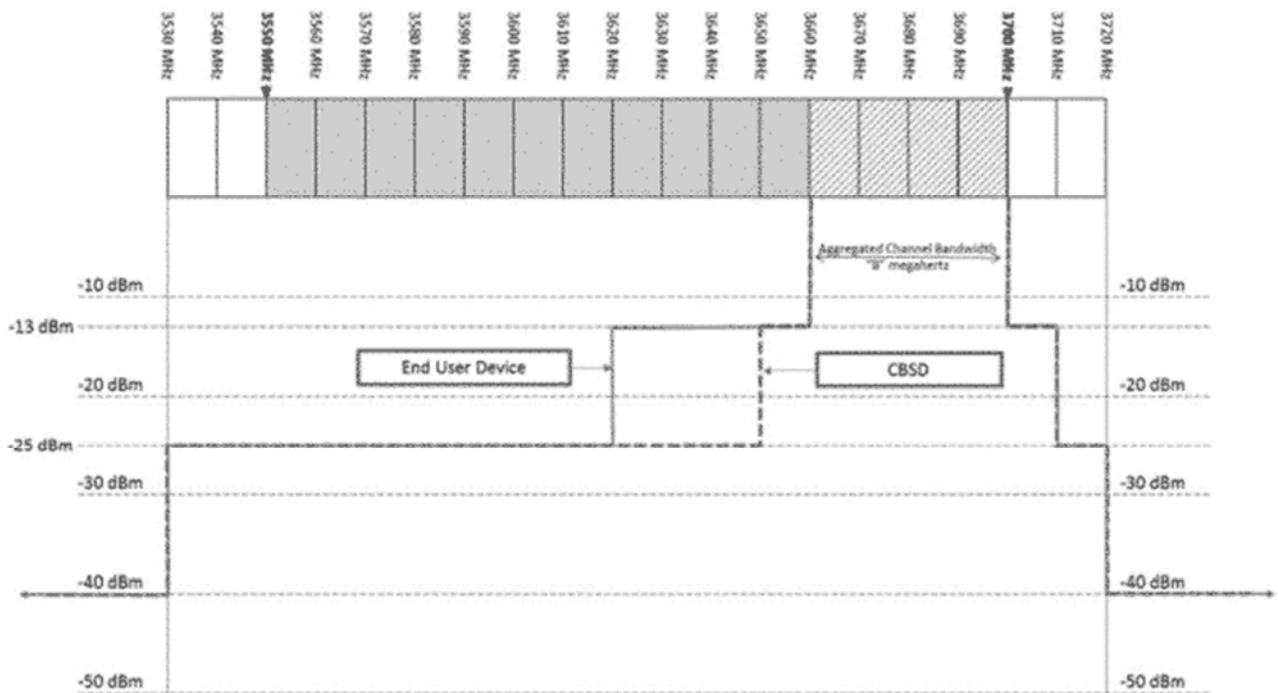 3530 MHz
3540 MHz
3550 MHz
3560 MHz
3570 MHz
3580 MHz
3590 MHz
3600 MHz
3610 MHz
3620 MHz
3630 MHz
3640 MHz
3650 MHz
3660 MHz
3670 MHz
3680 MHz
3690 MHz
3700 MHz
3710 MHz
3720 MHz
Aggregated Channel Bandwidth
"B" megahertz
-10 dBm
-10 dBm
-13 dBm
End User Device
CBSD
-20 dBm
-20 dBm
-25 dBm
-30 dBm
-30 dBm
-40 dBm
-40 dBm
-50 dBm
-50 dBm